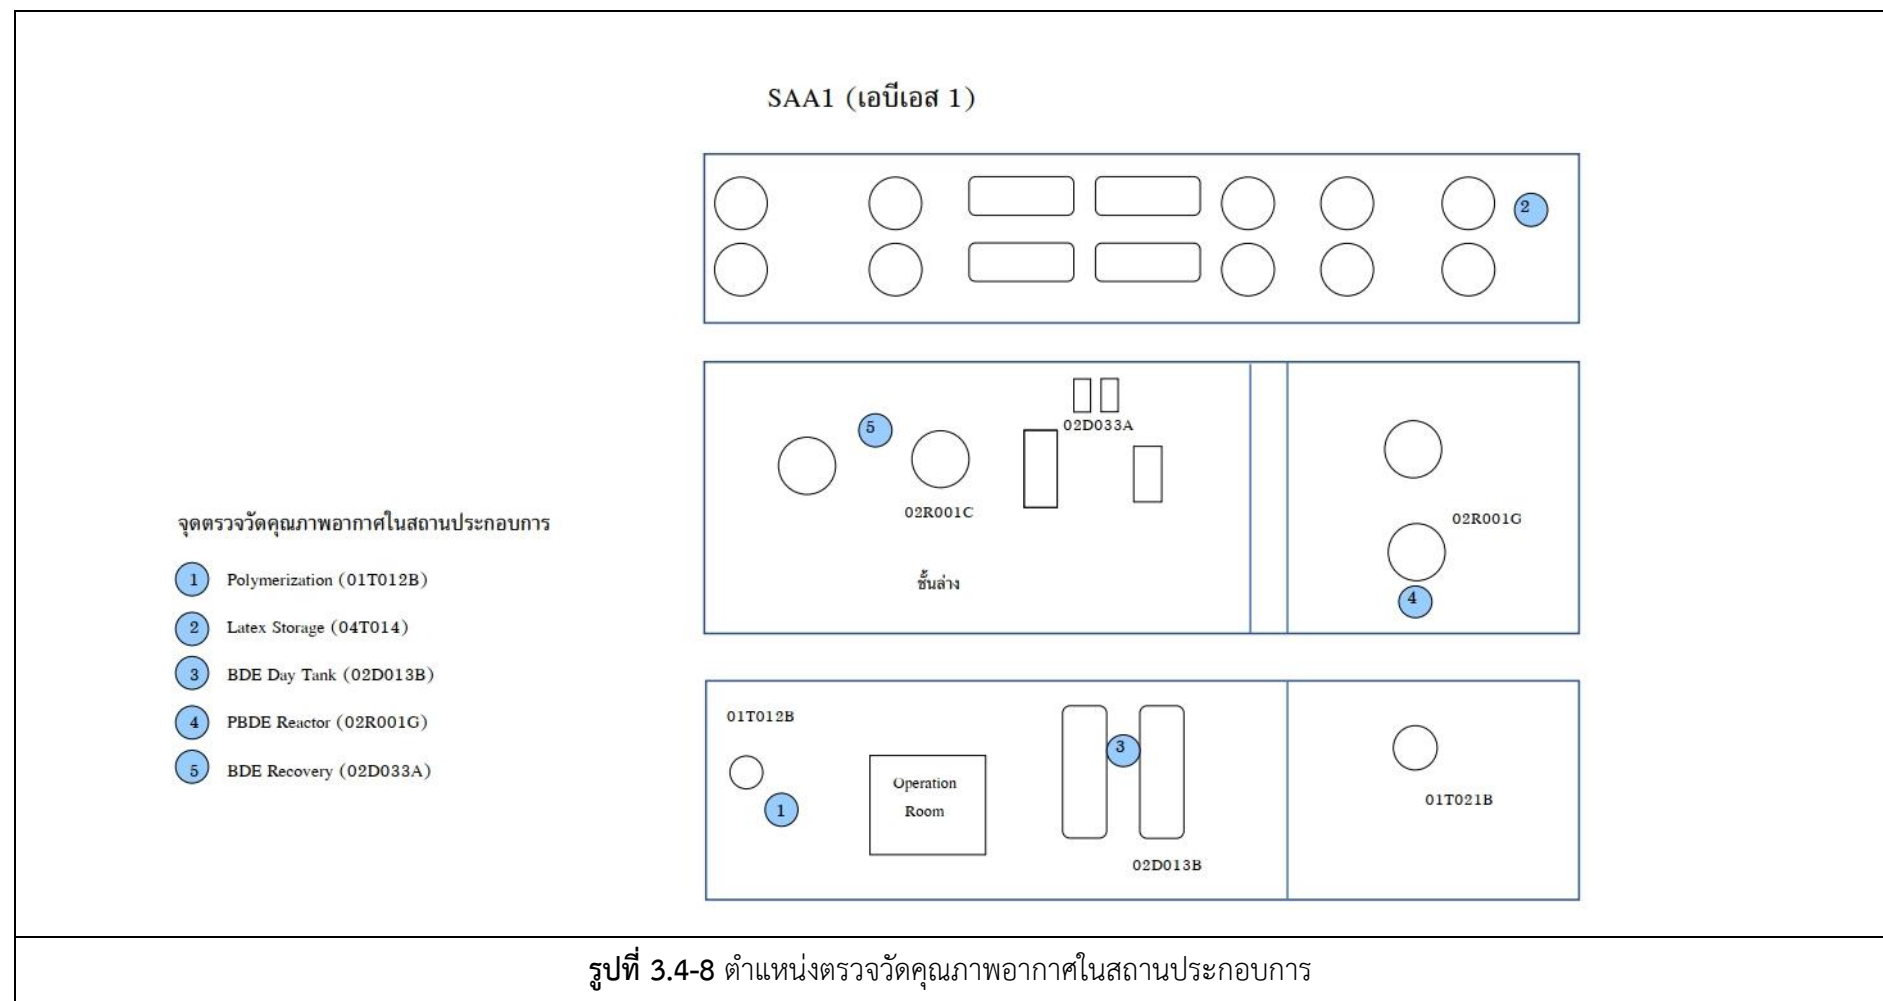 SAA1 (เอบีเอส 1)
2
5
02D033A
02R001C
ชั้นล่าง
02R001G
4
จุดตรวจวัดคุณภาพอากาศในสถานประกอบการ
1 Polymerization (01T012B)
2 Latex Storage (04T014)
3 BDE Day Tank (02D013B)
4 PBDE Reactor (02R001G)
5 BDE Recovery (02D033A)
01T012B
1
Operation
Room
3
02D013B
01T021B
รูปที่ 3.4-8 ตำแหน่งตรวจวัดคุณภาพอากาศในสถานประกอบการ